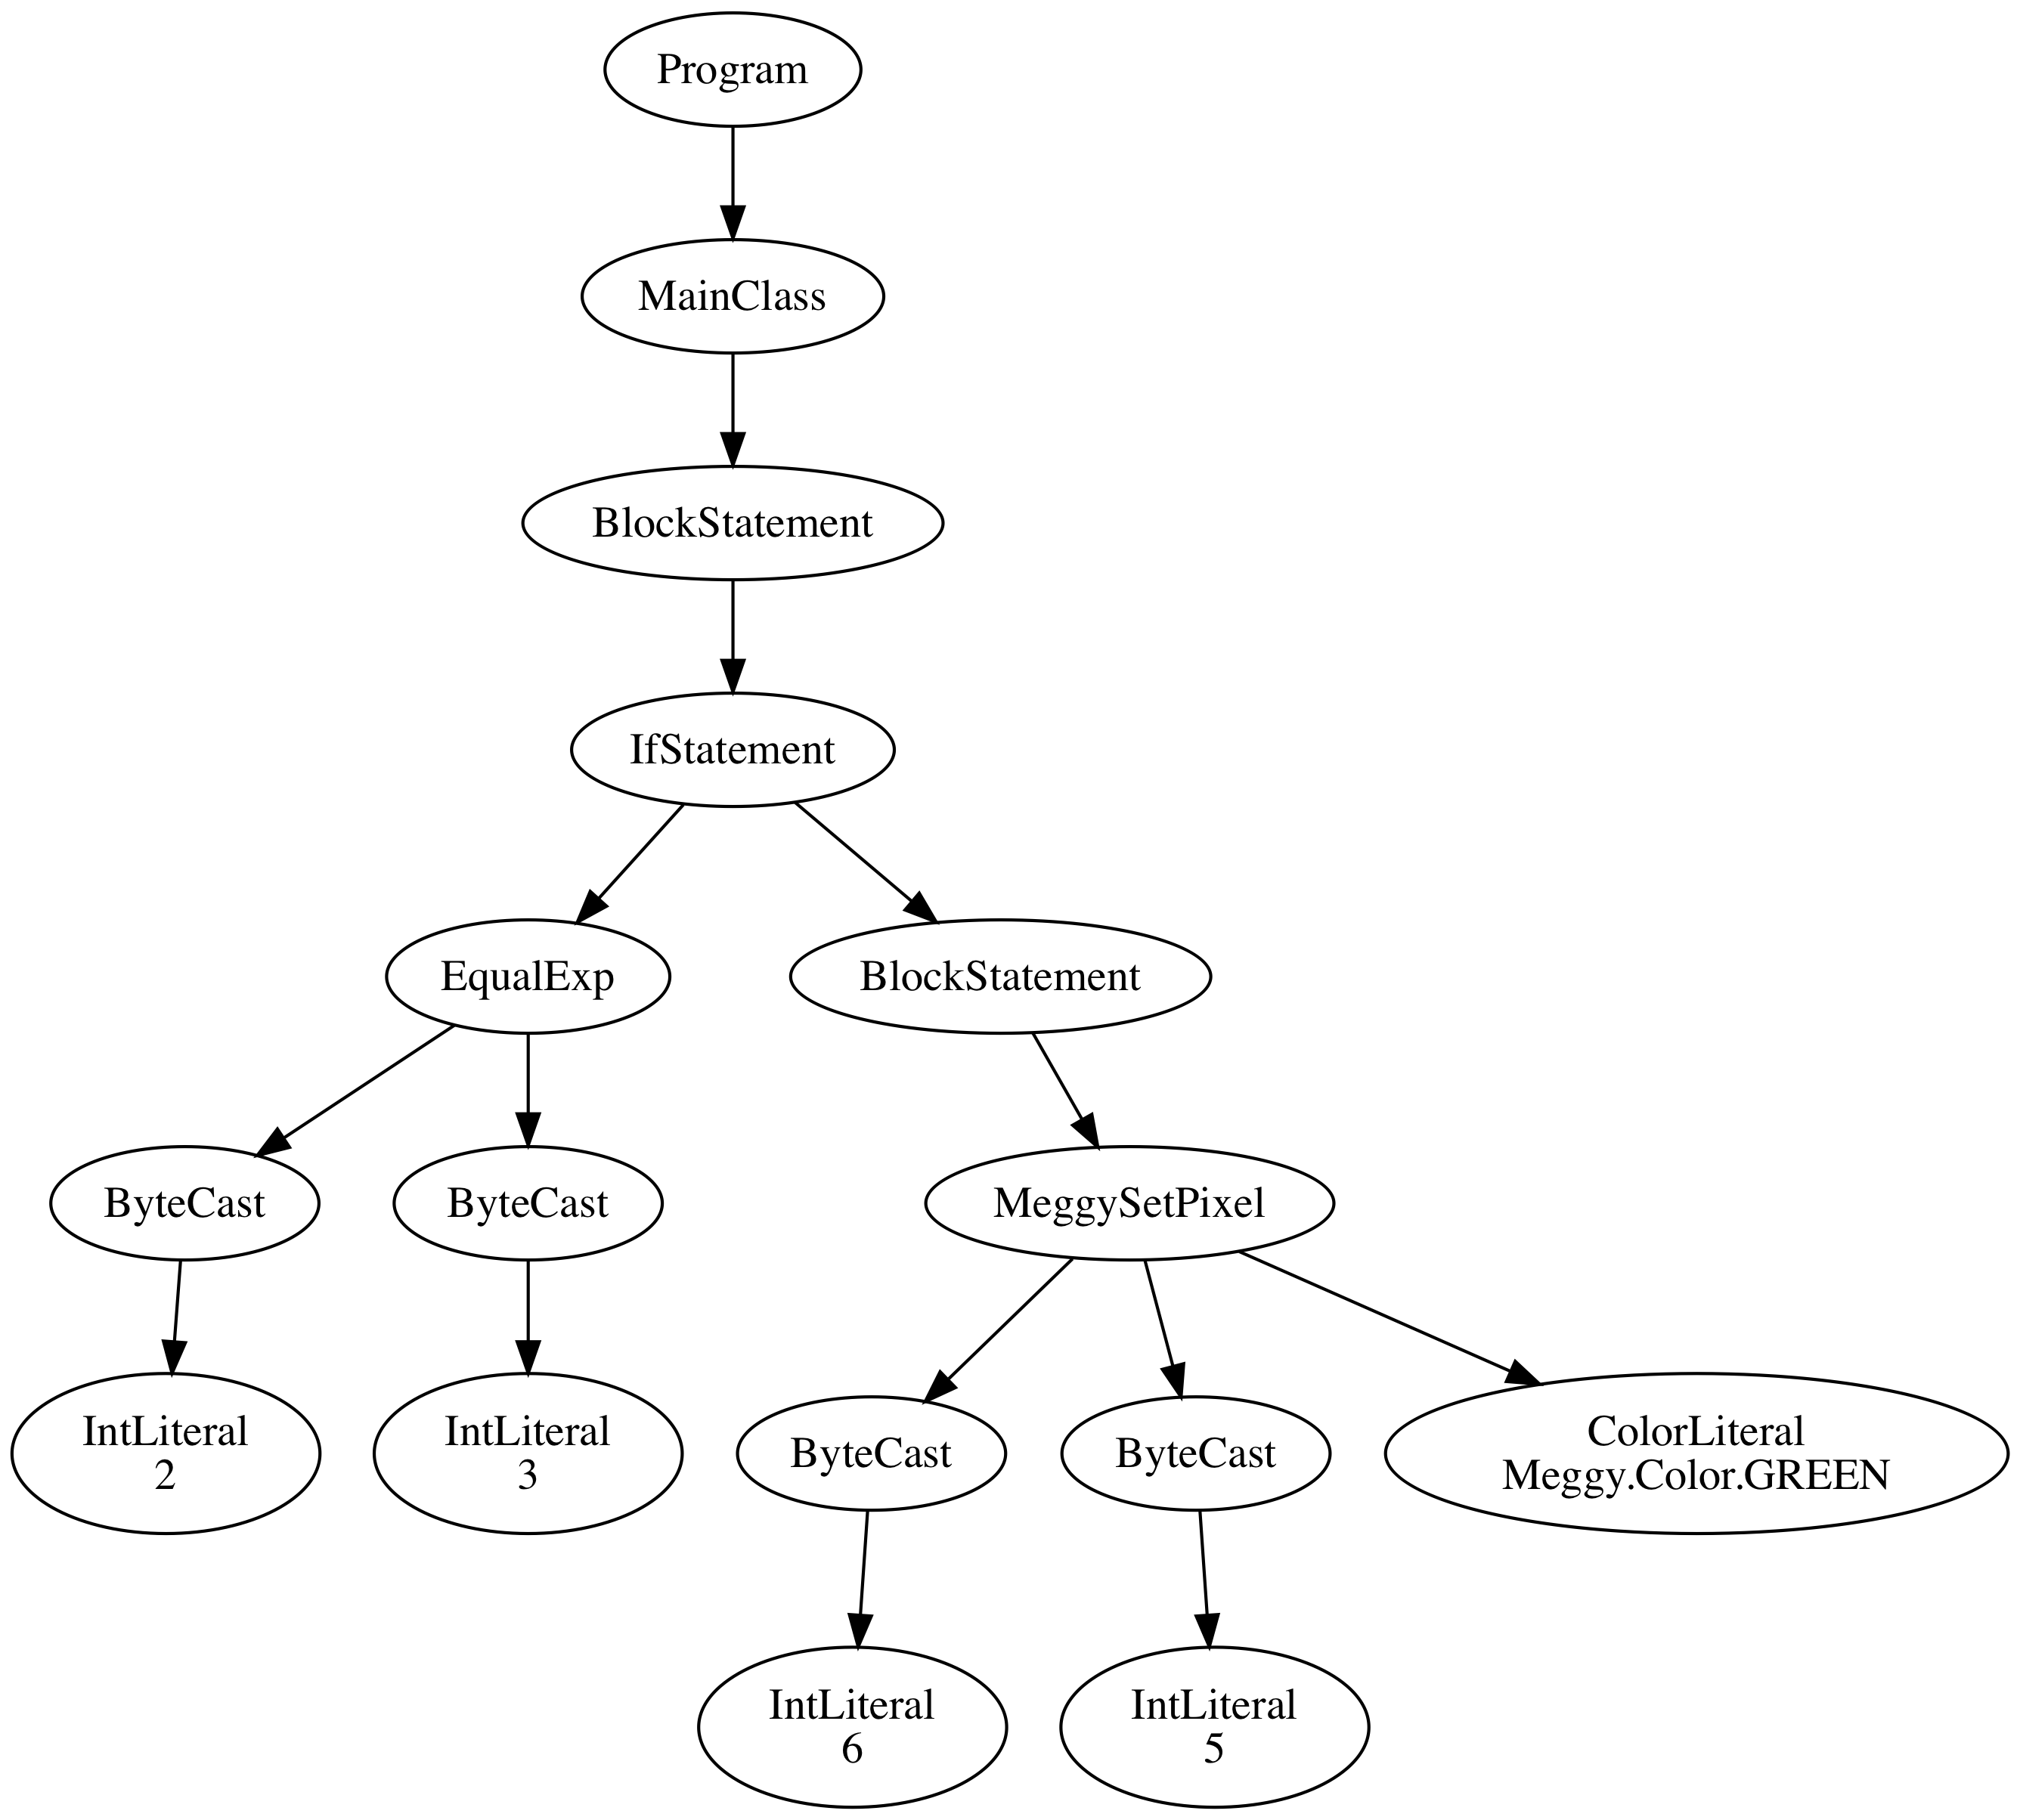 Program
MainClass
BlockStatement
IfStatement
EqualExp
BlockStatement
ByteCast
ByteCast
MeggySetPixel
IntLiteral
2
IntLiteral
3
ByteCast
ByteCast
ColorLiteral
Meggy.Color.GREEN
IntLiteral
6
IntLiteral
5